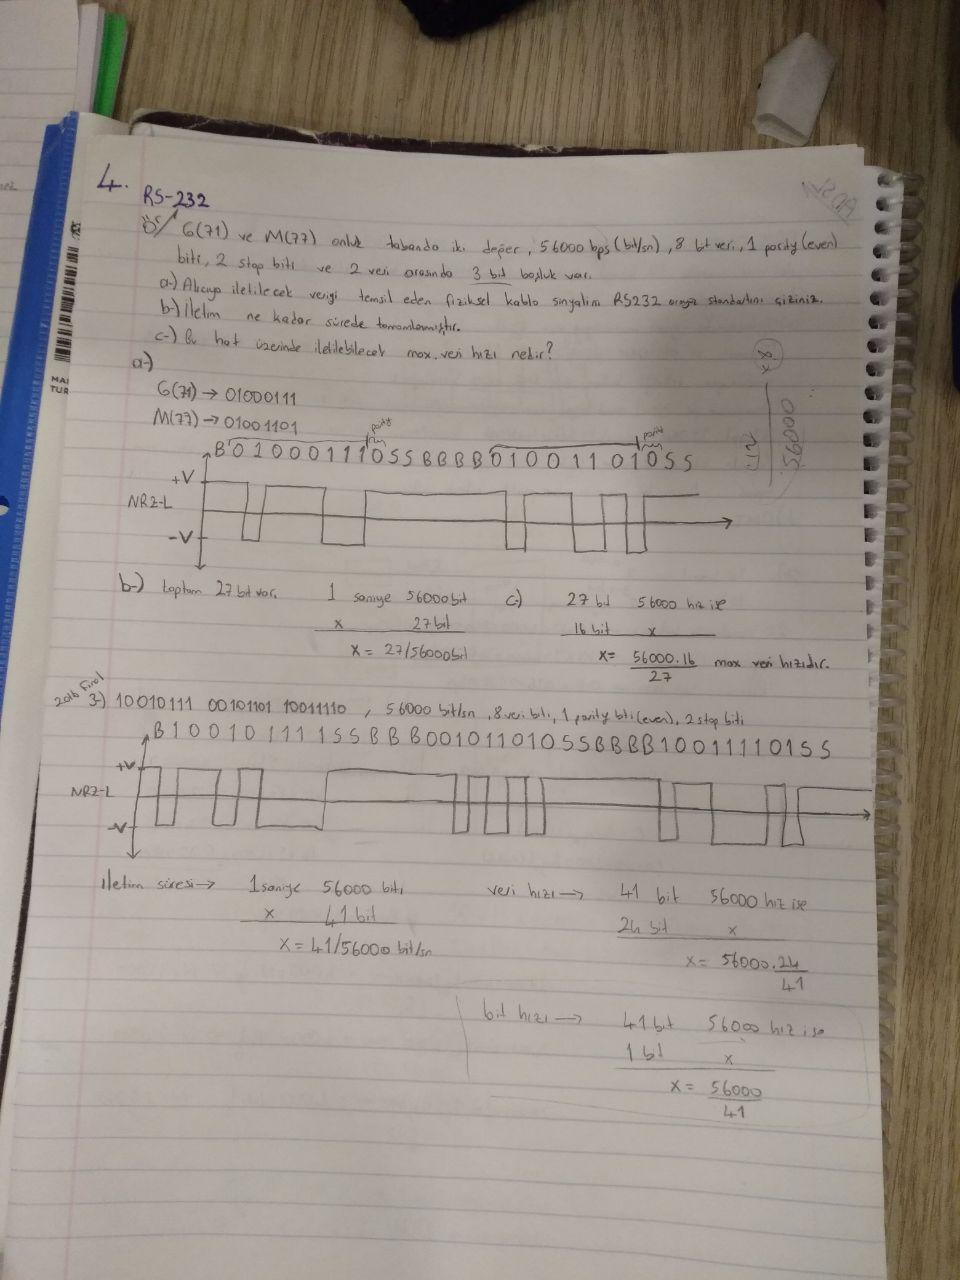 4.
RS-232
G(71) ve M(77) onluk tabanda iki değer, 56000 bps (bit/sn), 8 bit veri, 1 parity (even)
biti, 2 stop biti ve 2 veri arasında 3 bit boşluk var.
a-) Alıcıya iletilecek veriyi temsil eden fiziksel kablo sinyalini RS232 standartını çiziniz.
b-) İletim ne kadar sürede tamamlanmıştır.
c-) Bu hat üzerinde iletilebilecek max. veri hızı nedir?
a-)
G(71) → 01000111
M(77) → 01001101
parity parity
B 0 1 0 0 0 1 1 1 0 S S B B B B 0 1 0 0 1 1 0 1 0 S S
+V
NRZ-L
-V
b-) toplam 27 bit var. 1 saniye 56000 bit c-) 27 bit 56000 hız ise
x 27 bit 16 bit x
x = 27/56000 bit x = 56000.16 max veri hızıdır.
27
56000
2016 Final
3-) 10010111 00101101 10011110 , 56000 bit/sn, 8 veri biti, 1 parity biti (even), 2 stop biti
B 1 0 0 1 0 1 1 1 1 S S B B B 0 0 1 0 1 1 0 1 0 S S B B B B 1 0 0 1 1 1 1 0 1 S S
+V
NRZ-L
-V
iletim süresi → 1 saniye 56000 biti veri hızı → 41 bit 56000 hız ise
x 41 bit 24 bit x
x = 41/56000 bit/sn x = 56000.24
41
bit hızı → 41 bit 56000 hız ise
1 bit x
x = 56000
41